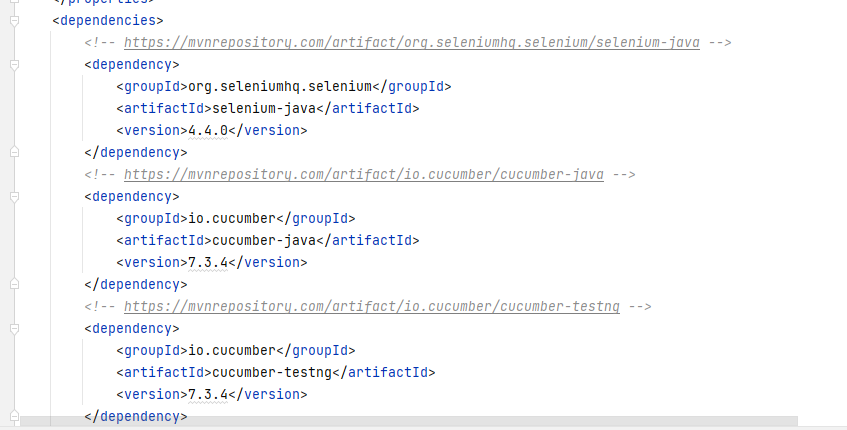 </properties>
<dependencies>
<!-- https://mvnrepository.com/artifact/org.seleniumhq.selenium/selenium-java -->
<dependency>
<groupId>org.seleniumhq.selenium</groupId>
<artifactId>selenium-java</artifactId>
<version>4.4.0</version>
</dependency>
<!-- https://mvnrepository.com/artifact/io.cucumber/cucumber-java -->
<dependency>
<groupId>io.cucumber</groupId>
<artifactId>cucumber-java</artifactId>
<version>7.3.4</version>
</dependency>
<!-- https://mvnrepository.com/artifact/io.cucumber/cucumber-testng -->
<dependency>
<groupId>io.cucumber</groupId>
<artifactId>cucumber-testng</artifactId>
<version>7.3.4</version>
</dependency>